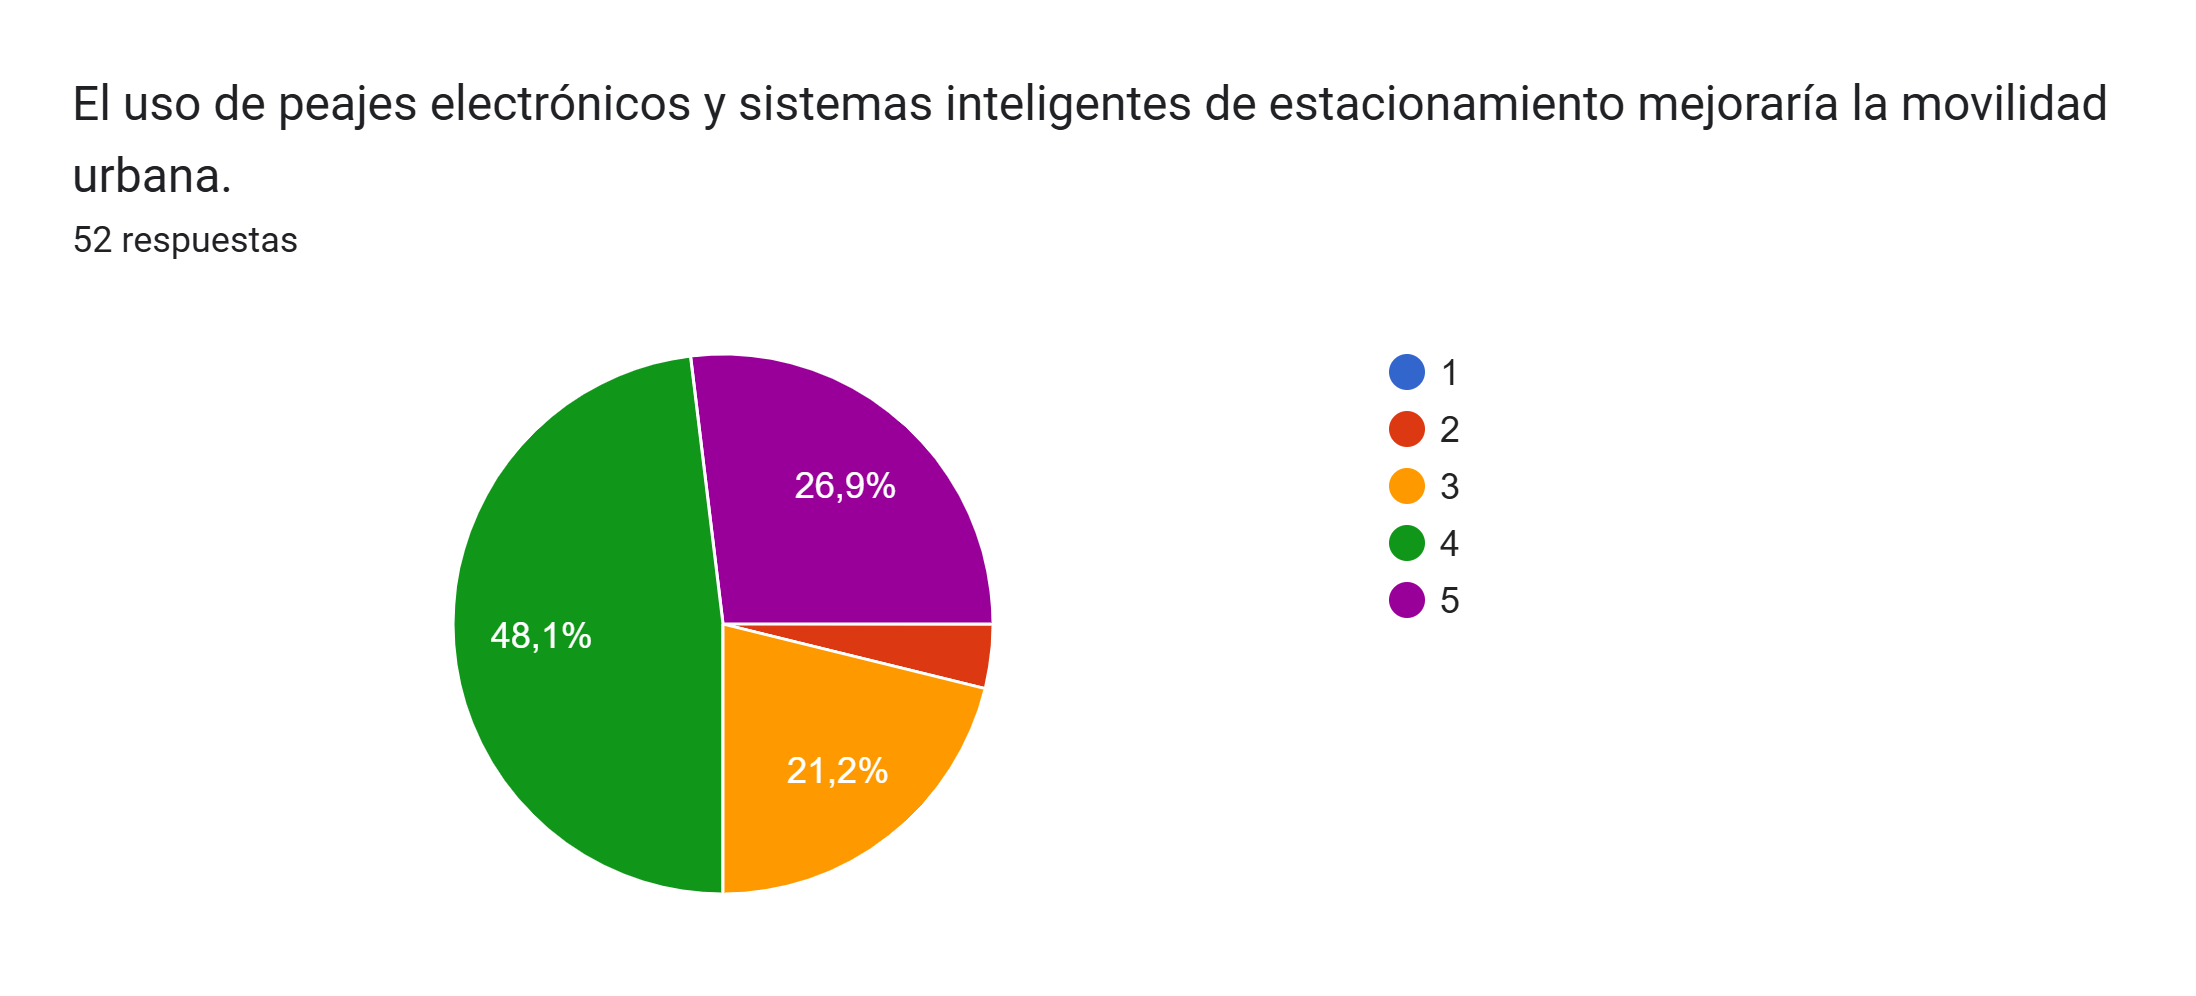 El uso de peajes electrónicos y sistemas inteligentes de estacionamiento mejoraría la movilidad
urbana.
52 respuestas
26,9%
48,1%
21,2%
1
2
3
4
5